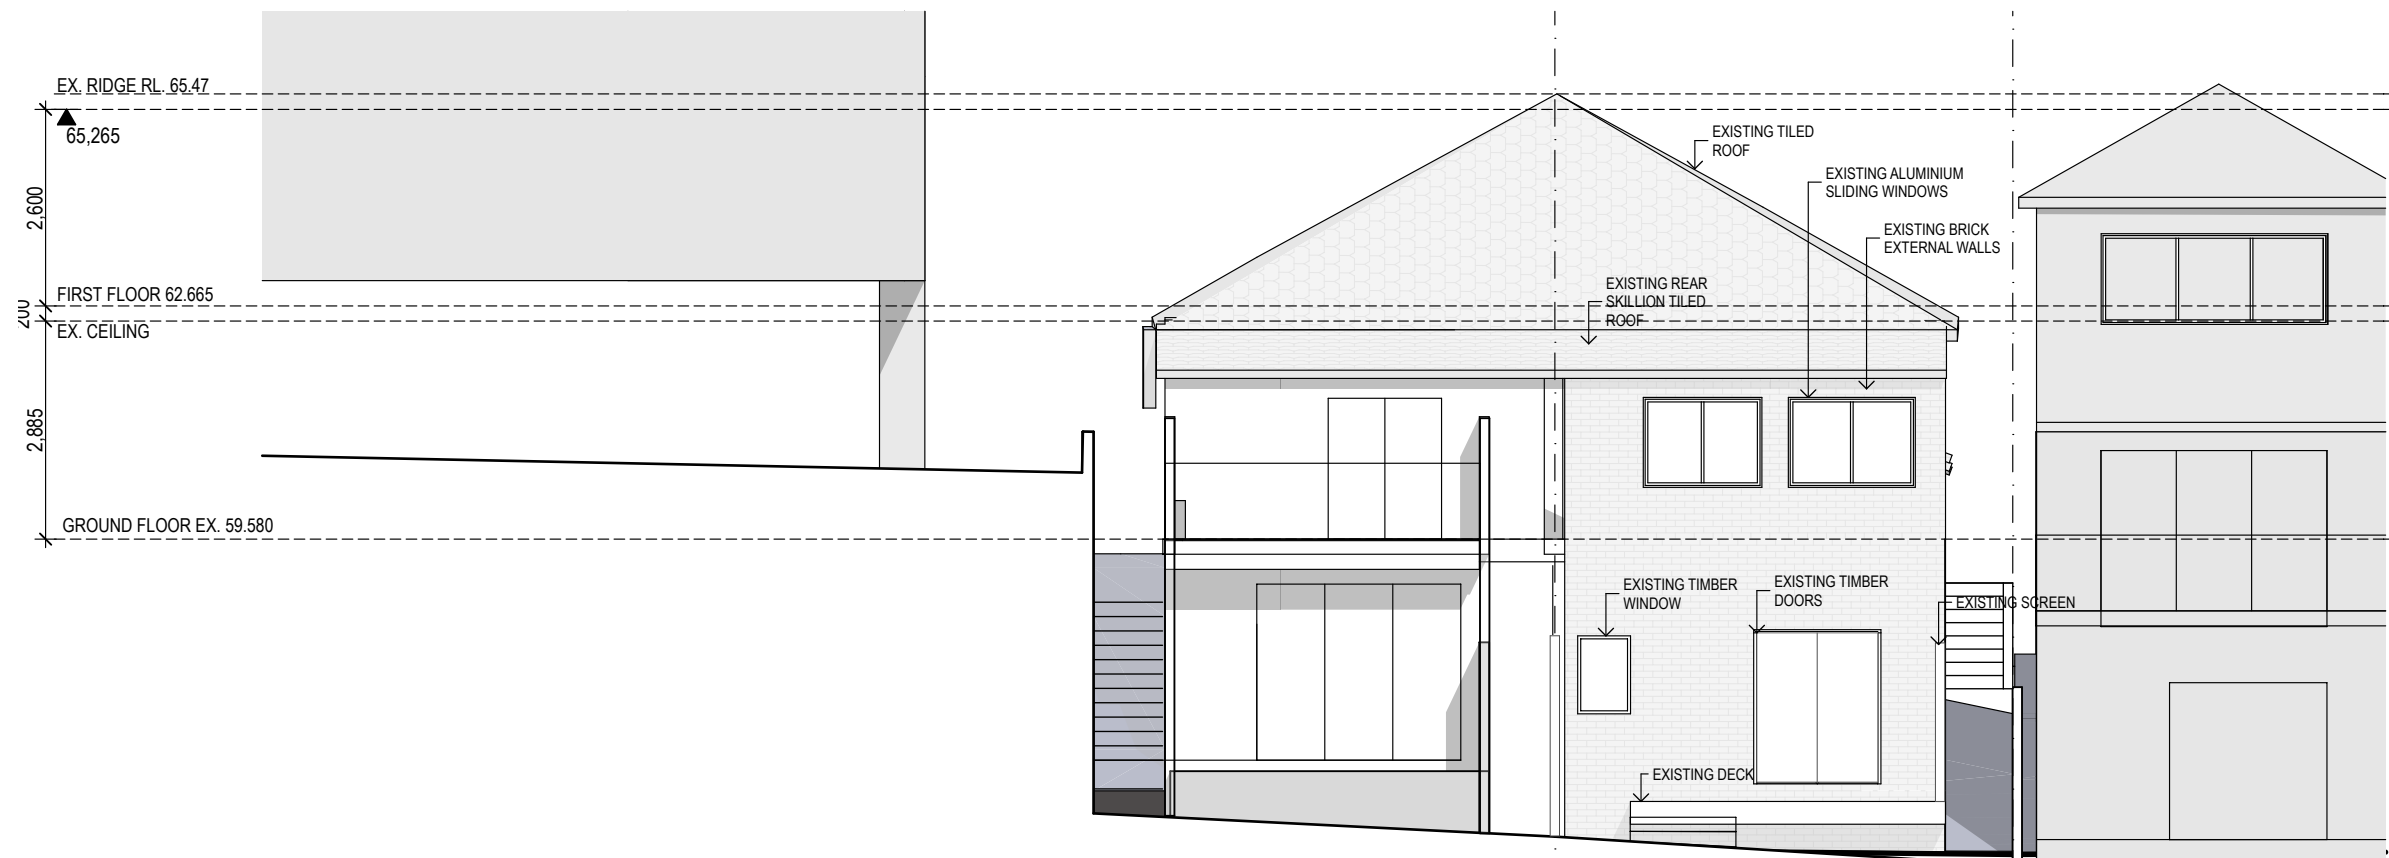 EX. RIDGE RL. 65.47
65,265
2,600
FIRST FLOOR 62.665
200
EX. CEILING
2,885
GROUND FLOOR EX. 59.580
EXISTING TILED
ROOF
EXISTING ALUMINIUM
SLIDING WINDOWS
EXISTING BRICK
EXTERNAL WALLS
EXISTING REAR
SKILLION TILED
ROOF
EXISTING TIMBER
WINDOW
EXISTING TIMBER
DOORS
EXISTING SCREEN
EXISTING DECK